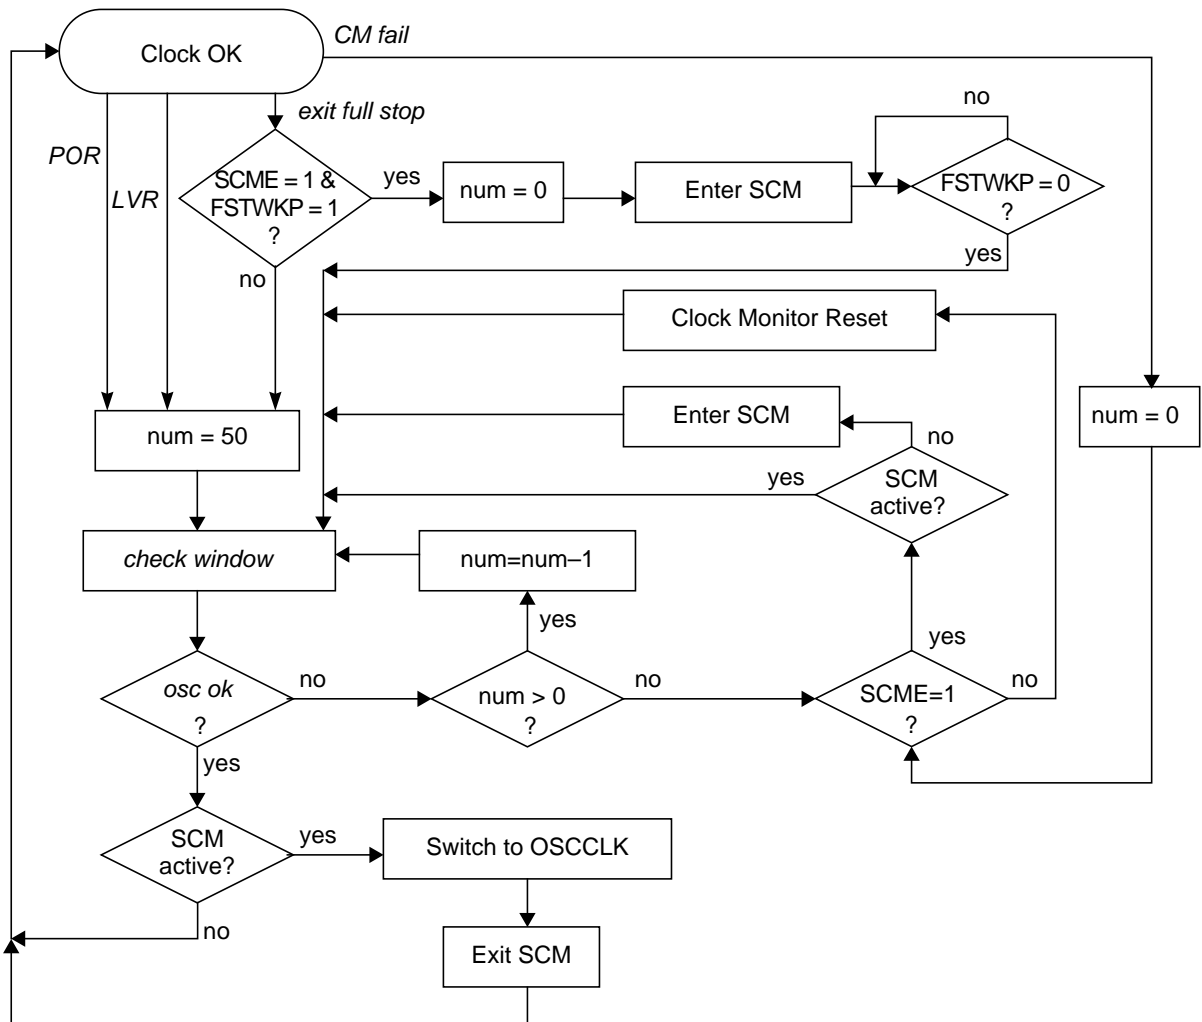 CM fail
Clock OK
exit full stop
no
POR
SCME = 1 &
FSTWKP = 1
?
yes
num = 0
Enter SCM
FSTWKP = 0
?
LVR
no
yes
Clock Monitor Reset
num = 50
Enter SCM
num = 0
no
yes
SCM
active?
check window
num=num–1
yes
yes
osc ok
?
no
num > 0
?
no
SCME=1
?
no
yes
SCM
active?
yes
Switch to OSCCLK
no
Exit SCM